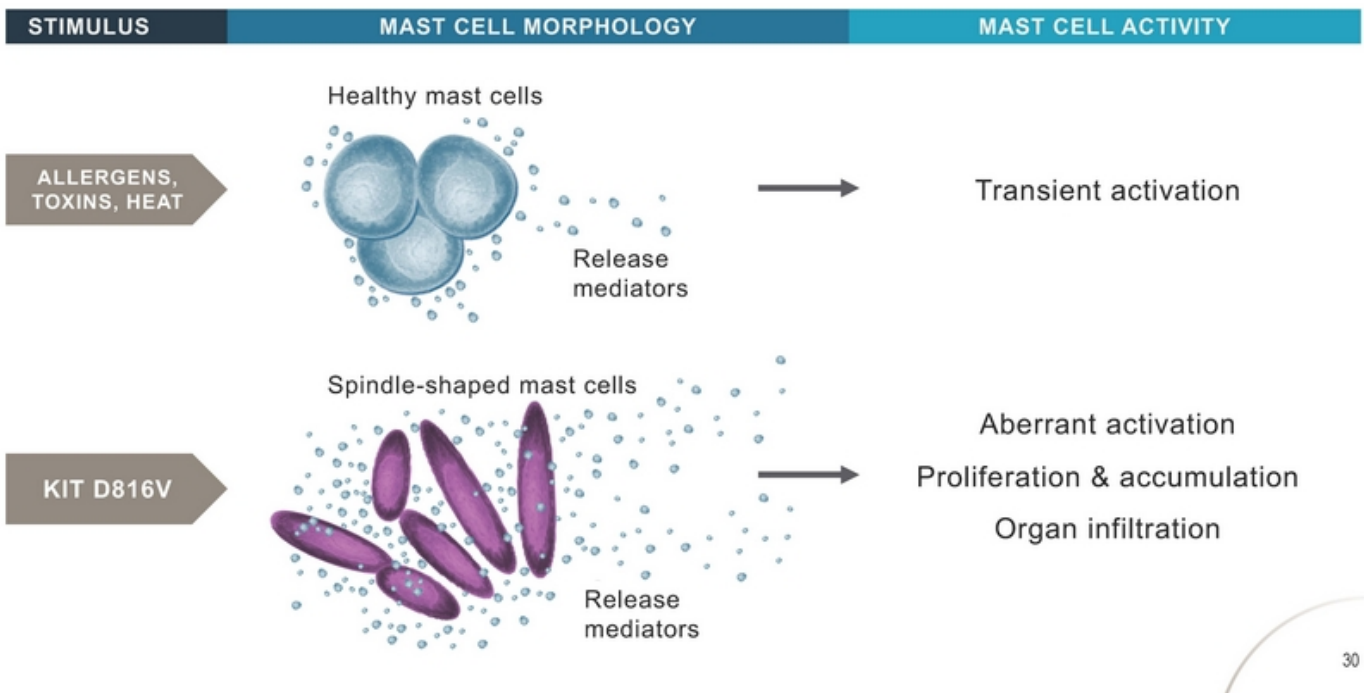 STIMULUS
MAST CELL MORPHOLOGY
MAST CELL ACTIVITY
Healthy mast cells
ALLERGENS,
TOXINS, HEAT
Release
mediators
Transient activation
Spindle-shaped mast cells
KIT D816V
Release
mediators
Aberrant activation
Proliferation & accumulation
Organ infiltration
30